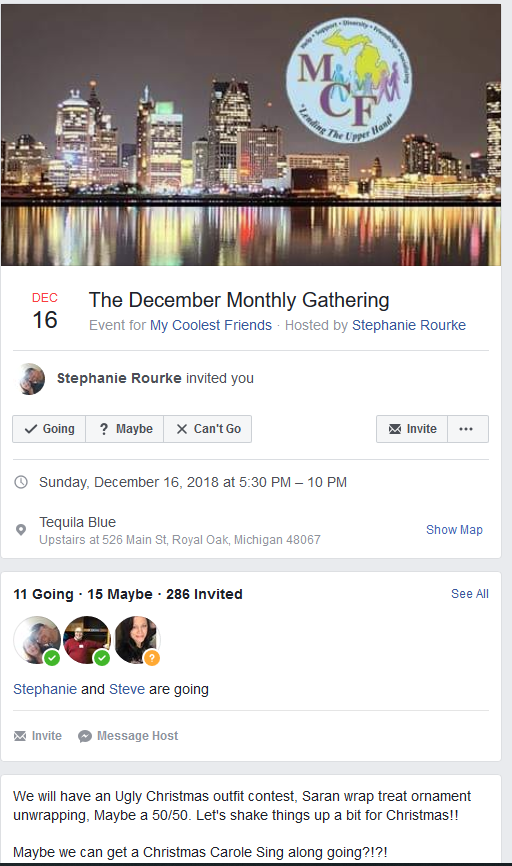 Help • Support • Diversity • Friendship • Socializing
M
C
F
"Lending The Upper Hand"
DEC
16
The December Monthly Gathering
Event for My Coolest Friends · Hosted by Stephanie Rourke
Stephanie Rourke invited you
Going
? Maybe
Can't Go
Invite
Sunday, December 16, 2018 at 5:30 PM – 10 PM
Tequila Blue
Upstairs at 526 Main St, Royal Oak, Michigan 48067
Show Map
11 Going · 15 Maybe · 286 Invited
See All
?
Stephanie and Steve are going
Invite
Message Host
We will have an Ugly Christmas outfit contest, Saran wrap treat ornament
unwrapping, Maybe a 50/50. Let's shake things up a bit for Christmas!!
Maybe we can get a Christmas Carole Sing along going?!?!